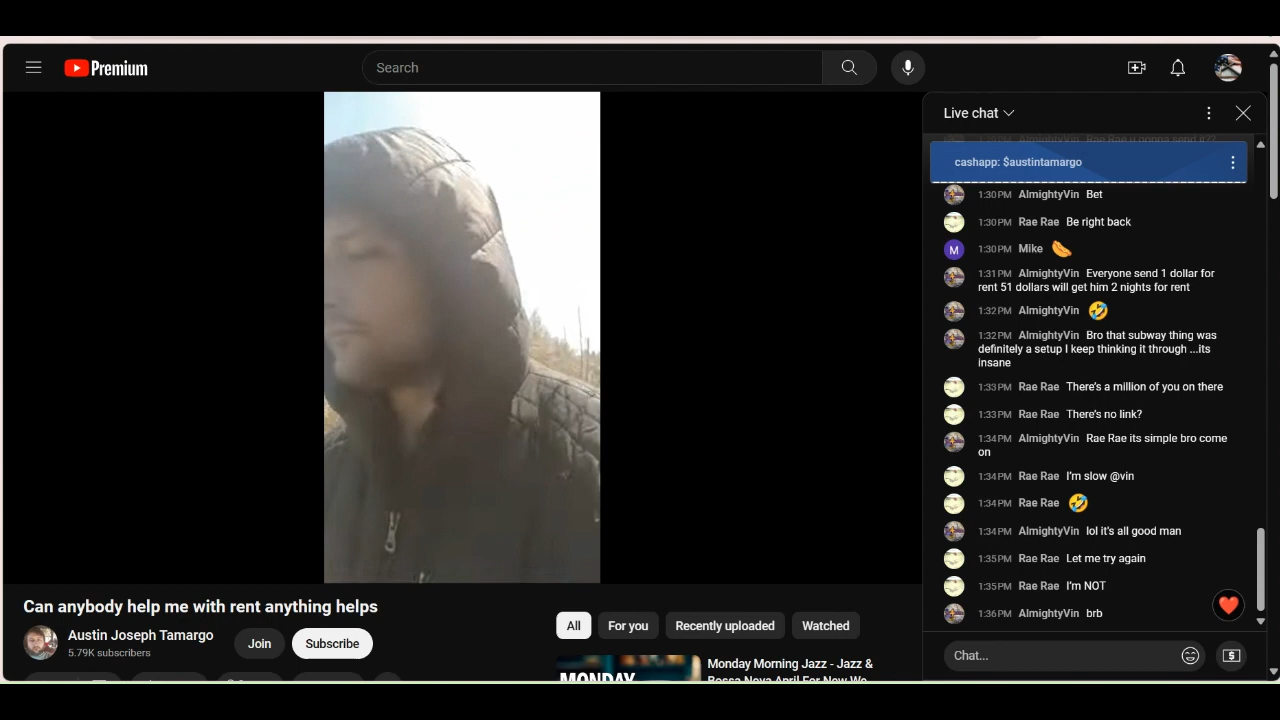 Premium
Search
Live chat
cashapp: $austintamargo
1:30 PM AlmightyVin Bet
1:30 PM Rae Rae Be right back
M
1:30 PM Mike 🌭
1:31 PM AlmightyVin Everyone send 1 dollar for
rent 51 dollars will get him 2 nights for rent
1:32 PM AlmightyVin 🤣
1:32 PM AlmightyVin Bro that subway thing was
definitely a setup I keep thinking it through ...its
insane
1:33 PM Rae Rae There's a million of you on there
1:33 PM Rae Rae There's no link?
1:34 PM AlmightyVin Rae Rae its simple bro come
on
1:34 PM Rae Rae I'm slow @vin
1:34 PM Rae Rae 🤣
1:34 PM AlmightyVin lol it's all good man
1:35 PM Rae Rae Let me try again
1:35 PM Rae Rae I'm NOT
1:36 PM AlmightyVin brb
Chat...
Can anybody help me with rent anything helps
Austin Joseph Tamargo
5.79K subscribers
Join
Subscribe
All
For you
Recently uploaded
Watched
MONDAY
Monday Morning Jazz - Jazz &
Bossa Nova April For New We